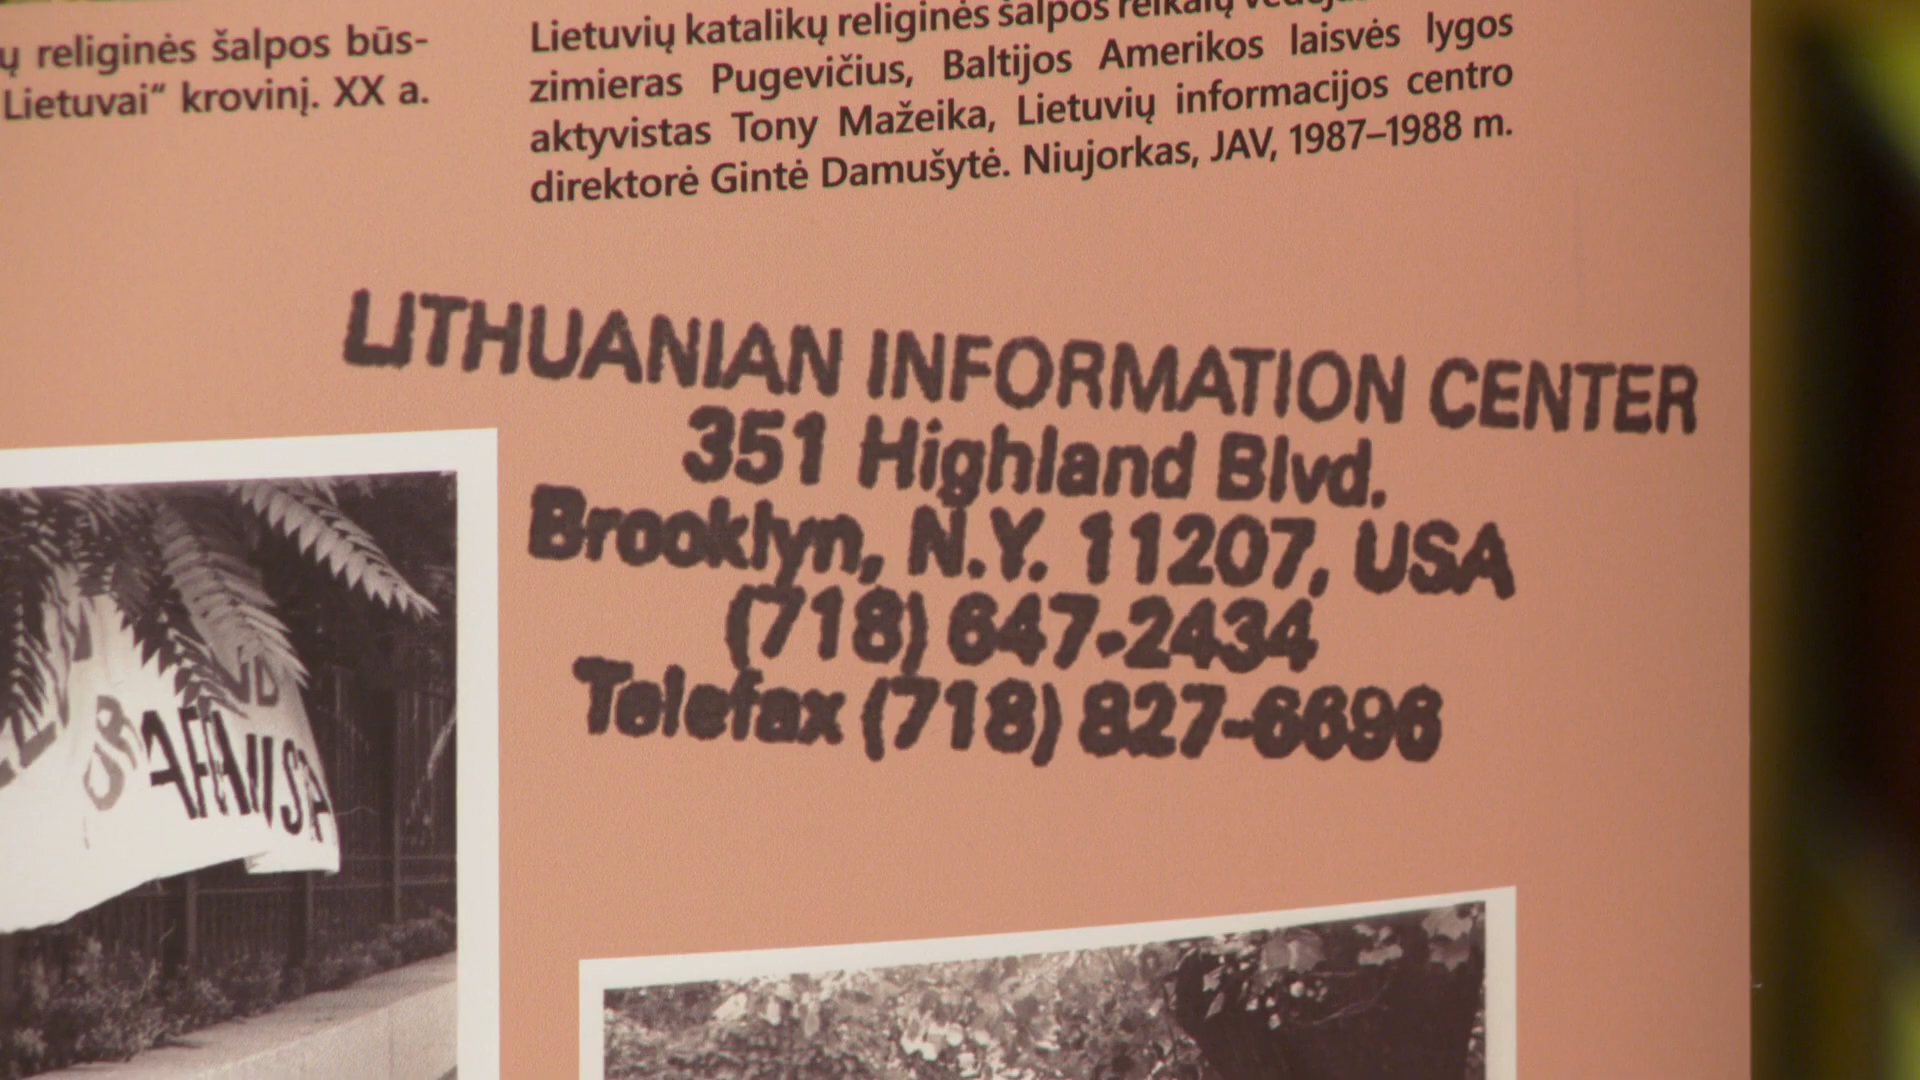 ų religinės šalpos būs-
Lietuvai“ krovinį. XX a.
Lietuvių katalikų religinės šalpos reikalų
zimieras Pugevičius, Baltijos Amerikos laisvės lygos
aktyvistas Tony Mažeika, Lietuvių informacijos centro
direktorė Gintė Damušytė. Niujorkas, JAV, 1987–1988 m.
LITHUANIAN INFORMATION CENTER
351 Highland Blvd.
Brooklyn, N.Y. 11207, USA
(718) 647-2434
Telefax (718) 827-6696